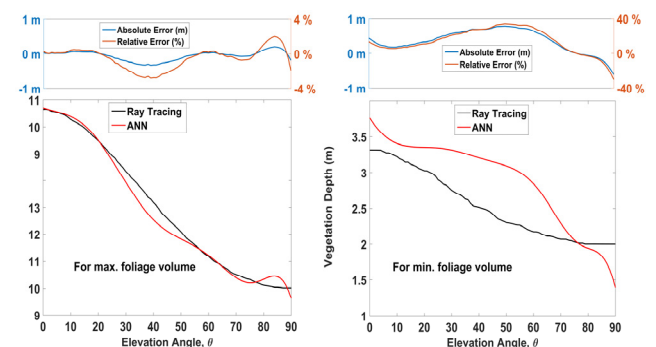 1 m
0 m
-1 m
Absolute Error (m)
Relative Error (%)
4 %
0 %
-4 %
11
10
9
13
12
11
10
9
Ray Tracing
ANN
For max. foliage volume
0 10 20 30 40 50 60 70 80 90
Elevation Angle, θ
1 m
0 m
-1 m
Absolute Error (m)
Relative Error (%)
40 %
0 %
-40 %
Vegetation Depth (m)
3.5
3
2.5
2
1.5
1
Ray Tracing
ANN
For min. foliage volume
0 10 20 30 40 50 60 70 80 90
Elevation Angle, θ